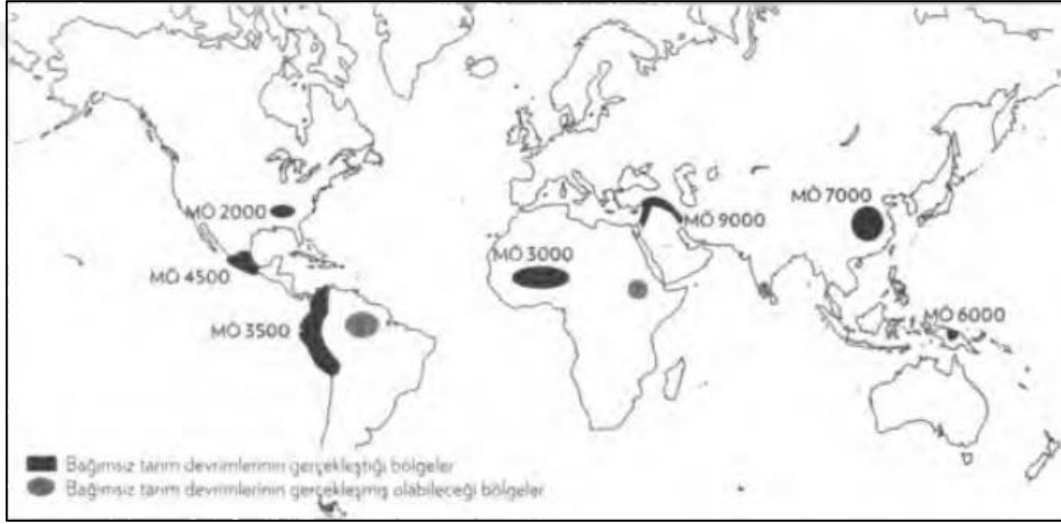 MÖ 2000
MÖ 4500
MÖ 3500
MÖ 3000
MÖ 9000
MÖ 7000
MÖ 6000
Bağımsız tarım devrimlerinin gerçekleştiği bölgeler
Bağımsız tarım devrimlerinin gerçekleşmiş olabileceği bölgeler